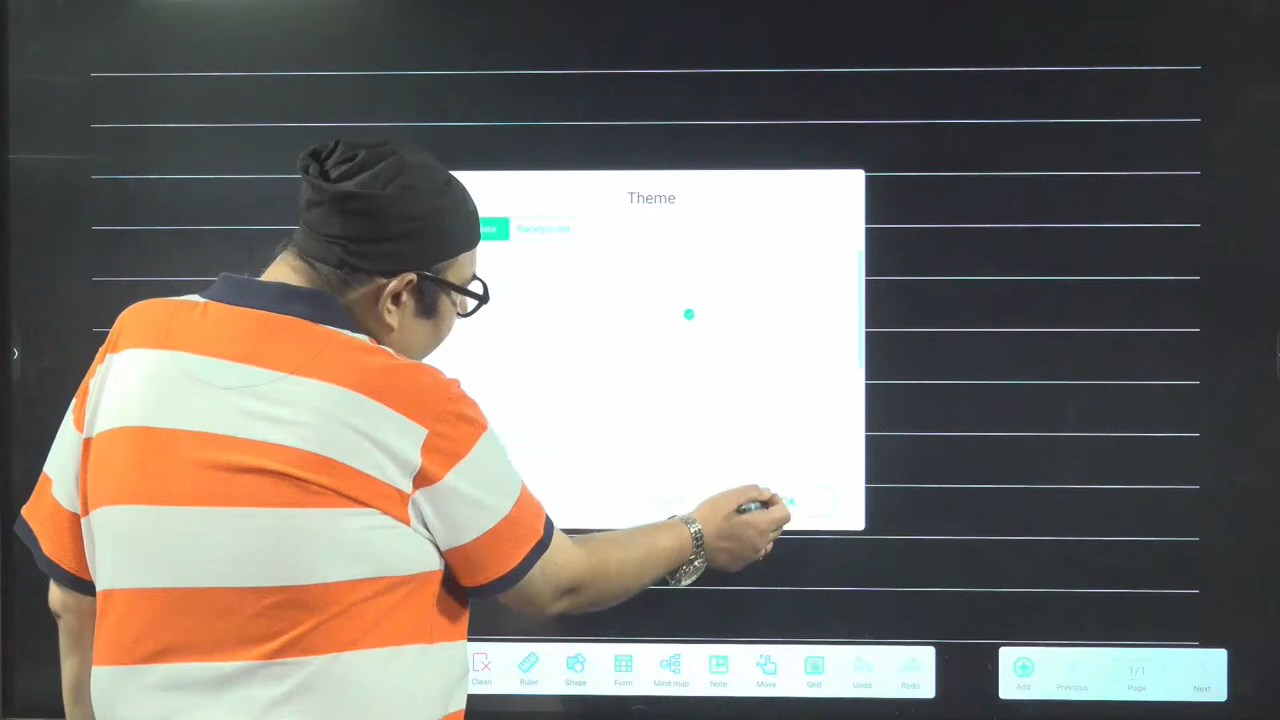 Theme
Background
Clean Ruler Shape Form Mind map Note Move Grid Undo Redo
Add Previous 1/1 Page Next